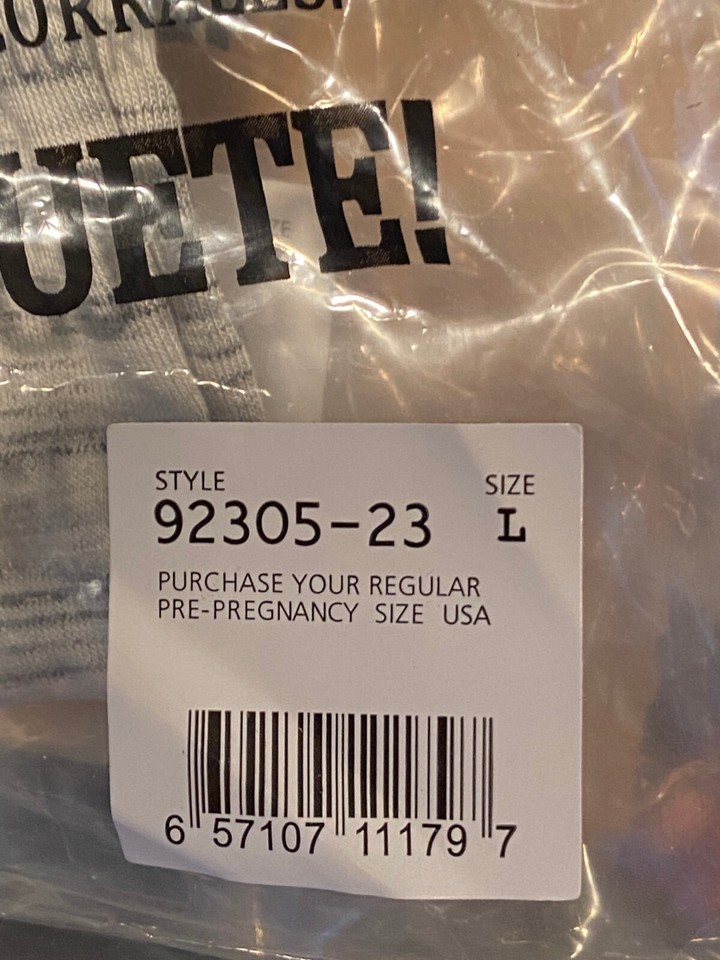 UETE!
STYLE
92305-23
SIZE
L
PURCHASE YOUR REGULAR
PRE-PREGNANCY SIZE USA
6 57107 11179 7